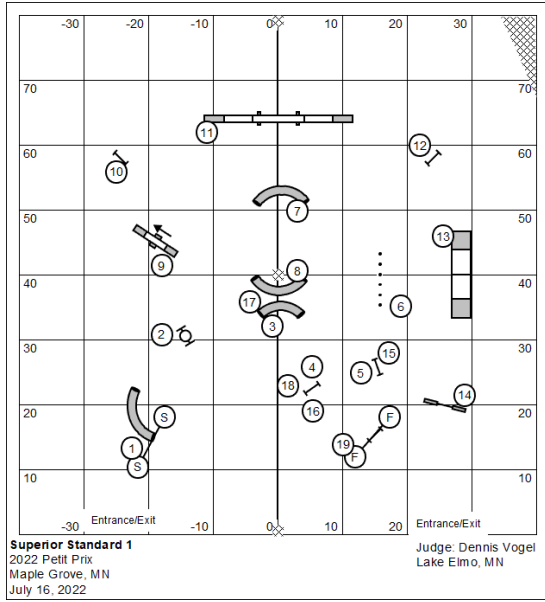 -30 -20 -10 0 10 20 30
70 70
11
12
60 60
10
50 7 50
13
9
8
40 40
17 6
3
2
30 30
4 15
5
18
14
20 S 16 F 20
1 19
S F
10 10
Entrance/Exit Entrance/Exit
-30 -20 -10 0 10 20 30
Superior Standard 1
2022 Petit Prix
Maple Grove, MN
July 16, 2022
Judge: Dennis Vogel
Lake Elmo, MN